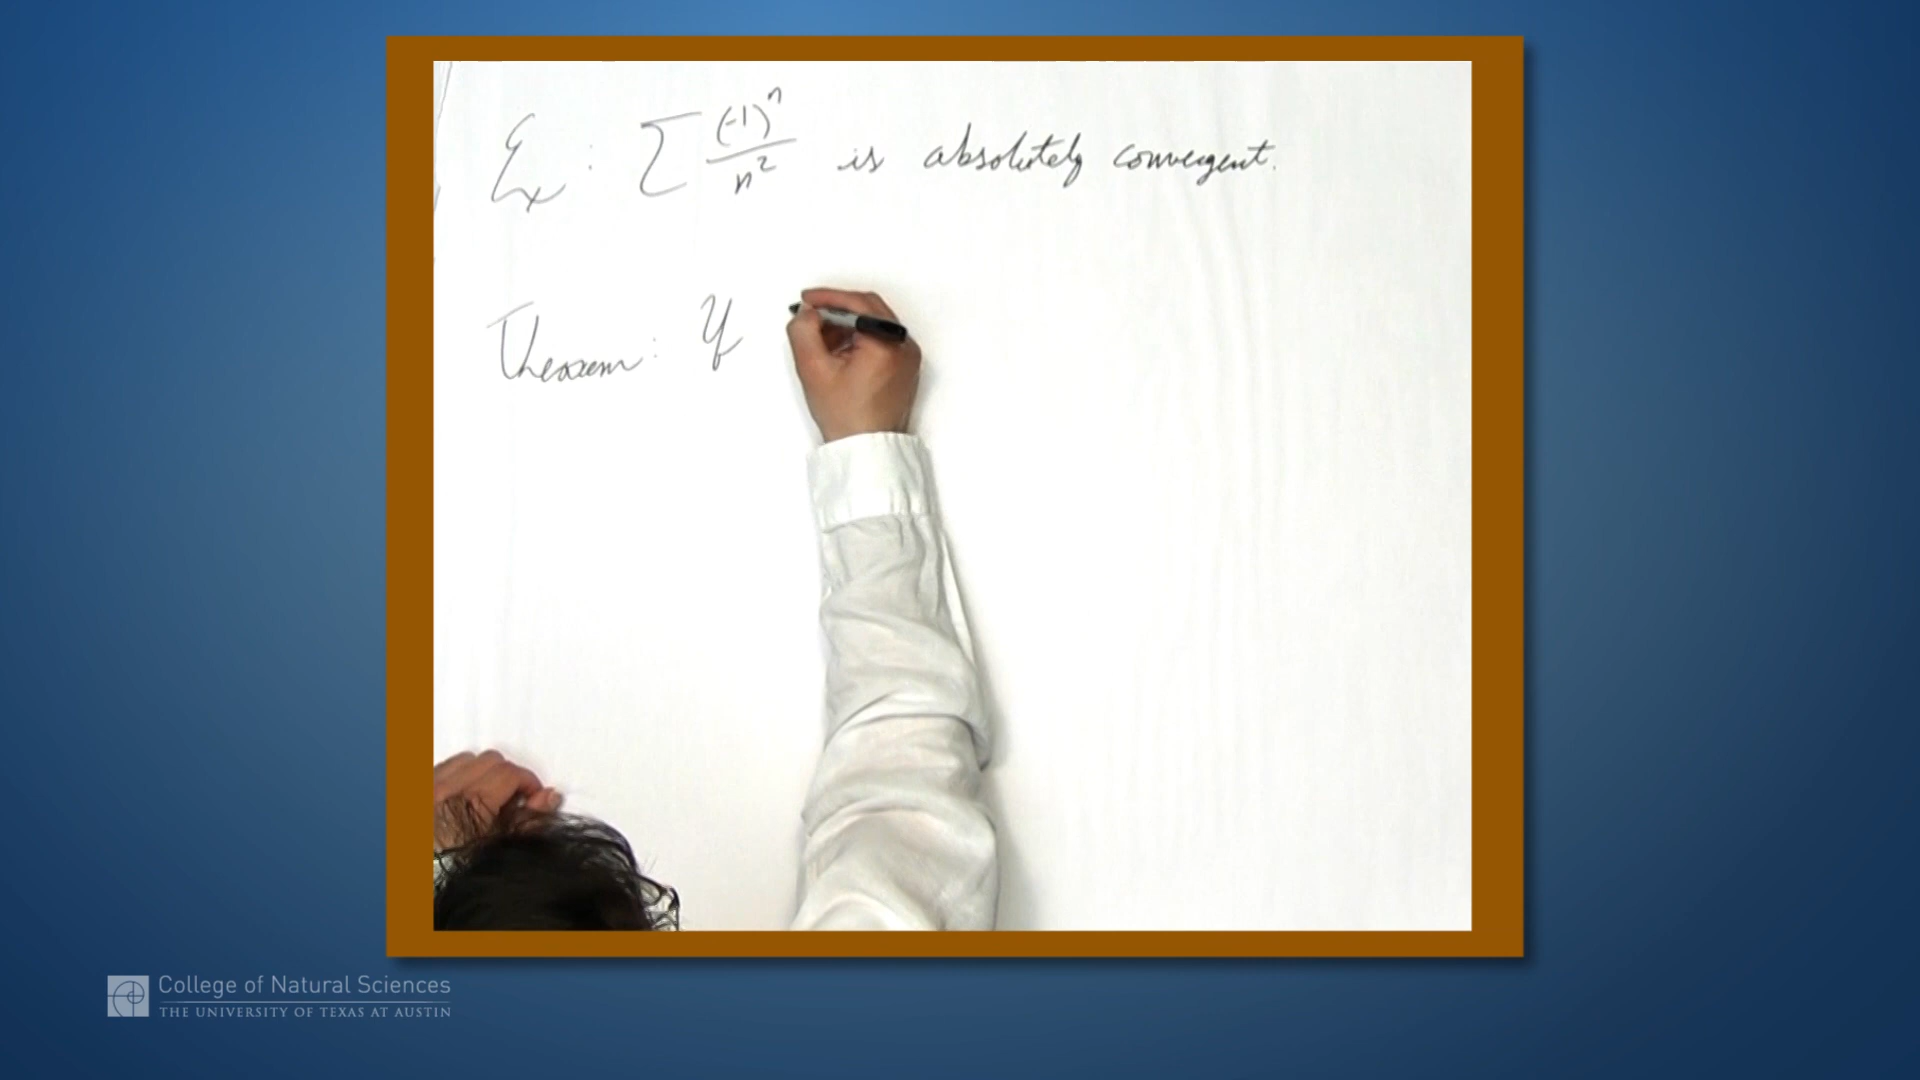 Ex: ∑ (-1)^n / n^2 is absolutely convergent.
Theorem: If
College of Natural Sciences
THE UNIVERSITY OF TEXAS AT AUSTIN